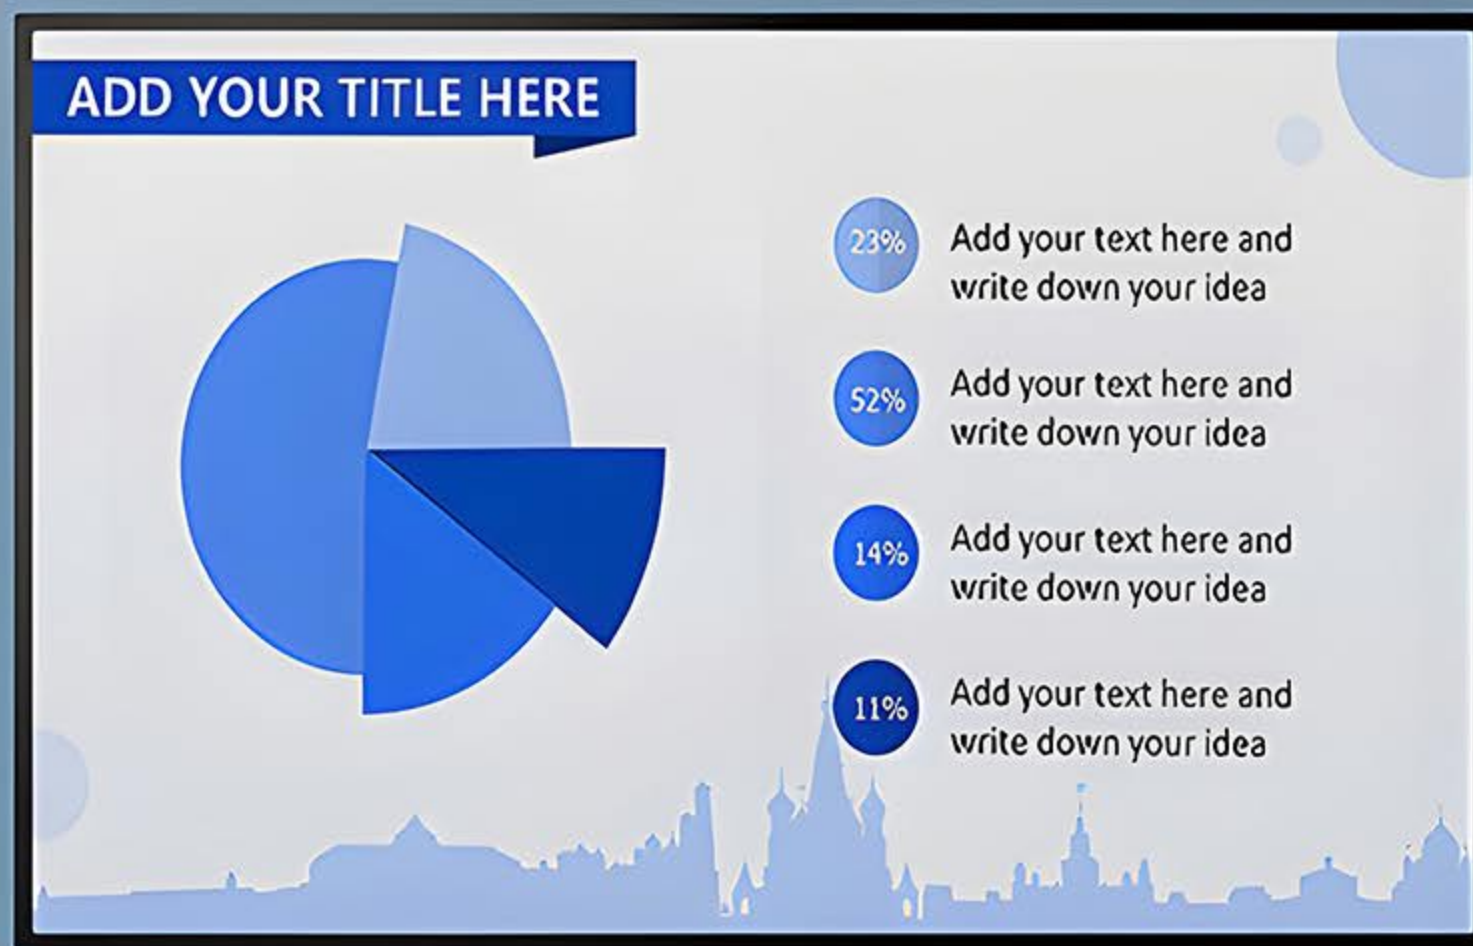 ADD YOUR TITLE HERE
23%
Add your text here and
write down your idea
52%
Add your text here and
write down your idea
14%
Add your text here and
write down your idea
11%
Add your text here and
write down your idea